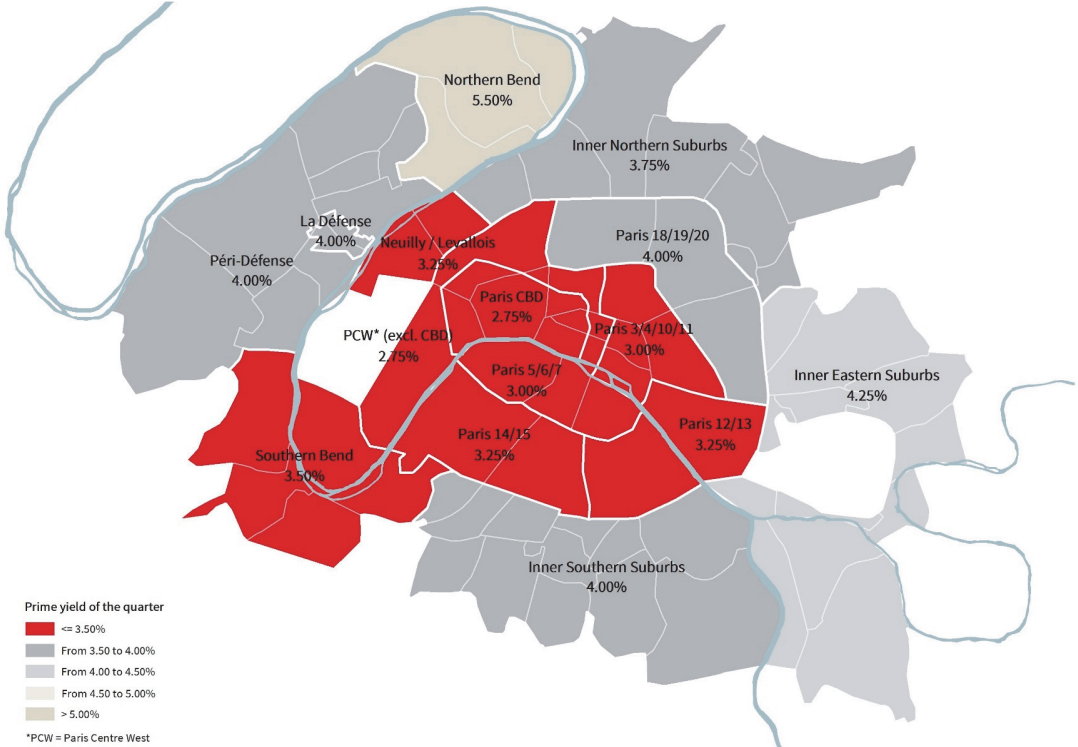 Northern Bend
5.50%
Inner Northern Suburbs
3.75%
La Défense
4.00%
Neuilly / Levallois
3.25%
Paris 18/19/20
4.00%
Péri-Défense
4.00%
Paris CBD
2.75%
PCW* (excl. CBD)
2.75%
Paris 3/4/10/11
3.00%
Paris 5/6/7
3.00%
Inner Eastern Suburbs
4.25%
Paris 14/15
3.25%
Paris 12/13
3.25%
Southern Bend
3.50%
Inner Southern Suburbs
4.00%
Prime yield of the quarter
<= 3.50%
From 3.50 to 4.00%
From 4.00 to 4.50%
From 4.50 to 5.00%
> 5.00%
*PCW = Paris Centre West